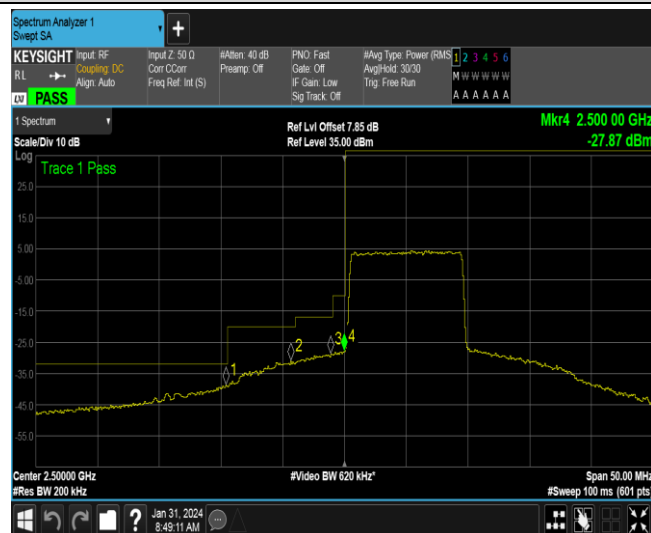 Spectrum Analyzer 1
Swept SA
+
KEYSIGHT Input: RF Input Z: 50 Ω #Atten: 40 dB PNO: Fast #Avg Type: Power (RMS 1 2 3 4 5 6
RL Coupling: DC Corr CCorr Preamp: Off Gate: Off Avg|Hold: 30/30 M W W W W W
Align: Auto Freq Ref: Int (S) IF Gain: Low Trig: Free Run
Sig Track: Off A A A A A A
LXI PASS
1 Spectrum Ref Lvl Offset 7.85 dB Mkr4 2.500 00 GHz
Scale/Div 10 dB Ref Level 35.00 dBm -27.87 dBm
Log
Trace 1 Pass
25.0
15.0
5.00
-5.00
-15.0
-25.0
-35.0
-45.0
-55.0
1
2
3
4
Center 2.50000 GHz #Video BW 620 kHz* Span 50.00 MHz
#Res BW 200 kHz #Sweep 100 ms (601 pts)
? Jan 31, 2024
8:49:11 AM